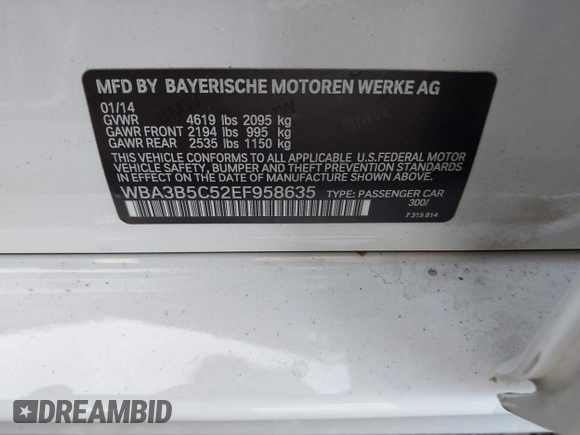 MFD BY BAYERISCHE MOTOREN WERKE AG
01/14
GVWR 4619 lbs 2095 kg
GAWR FRONT 2194 lbs 995 kg
GAWR REAR 2535 lbs 1150 kg
THIS VEHICLE CONFORMS TO ALL APPLICABLE U.S.FEDERAL MOTOR
VEHICLE SAFETY, BUMPER, AND THEFT PREVENTION STANDARDS
IN EFFECT ON THE DATE OF MANUFACTURE SHOWN ABOVE.
WBA3B5C52EF958635 TYPE: PASSENGER CAR
300/
7 315 814
DREAMBID